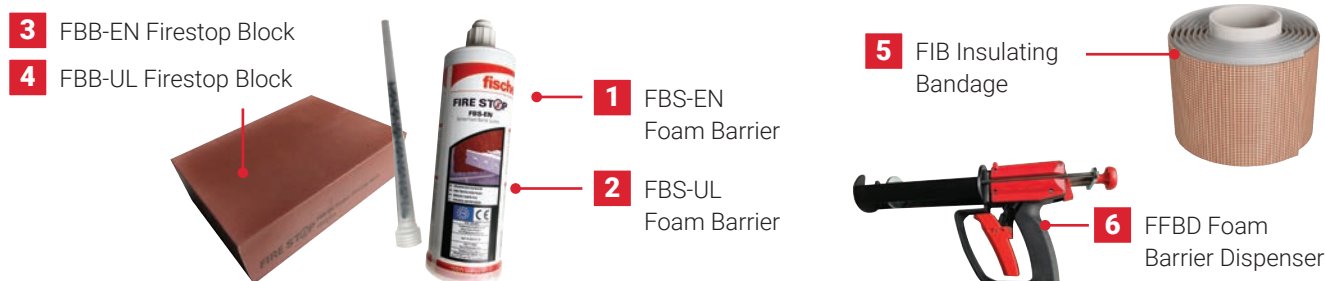 3 FBB-EN Firestop Block
4 FBB-UL Firestop Block
fische
FIRE STOP
FBS-EN
1 FBS-EN
Foam Barrier
2 FBS-UL
Foam Barrier
FIRE STOP
5 FIB Insulating
Bandage
6 FFBD Foam
Barrier Dispenser